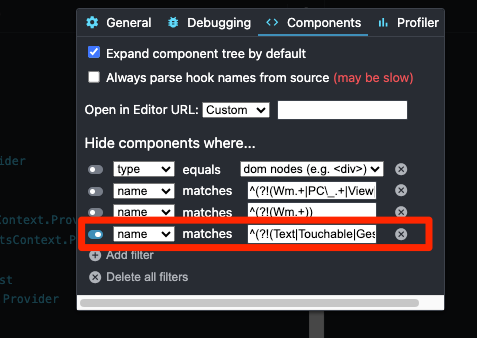 General Debugging Components Profiler
Expand component tree by default
Always parse hook names from source (may be slow)
Open in Editor URL: Custom
Hide components where...
type equals dom nodes (e.g. <div>)
name matches ^(?!(Wm.+|PC\_.+|View
name matches ^(?!(Wm.+))
name matches ^(?!(Text|Touchable|Ges
Add filter
Delete all filters
vider
Context.Prov
tsContext.P
st
Provider